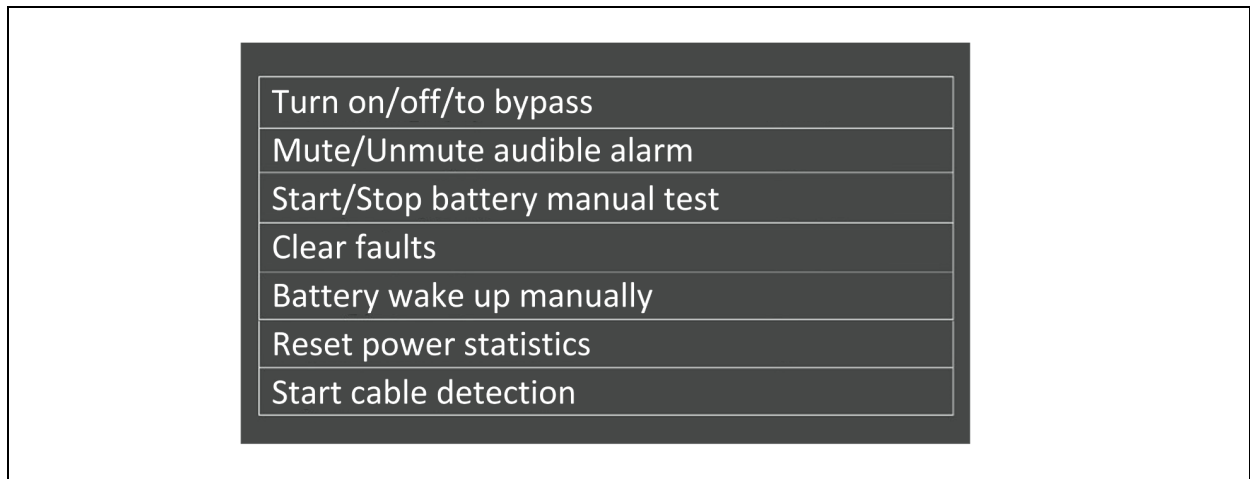 Turn on/off/to bypass
Mute/Unmute audible alarm
Start/Stop battery manual test
Clear faults
Battery wake up manually
Reset power statistics
Start cable detection